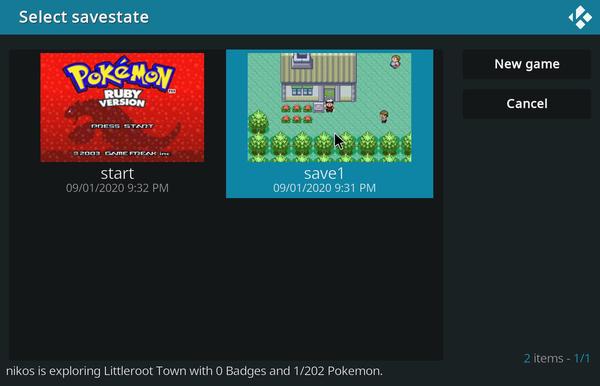 Select savestate
POKéMON
RUBY
VERSION
PRESS START
©2003 GAME FREAK inc.
start
09/01/2020 9:32 PM
save1
09/01/2020 9:31 PM
New game
Cancel
2 items - 1/1
nikos is exploring Littleroot Town with 0 Badges and 1/202 Pokemon.